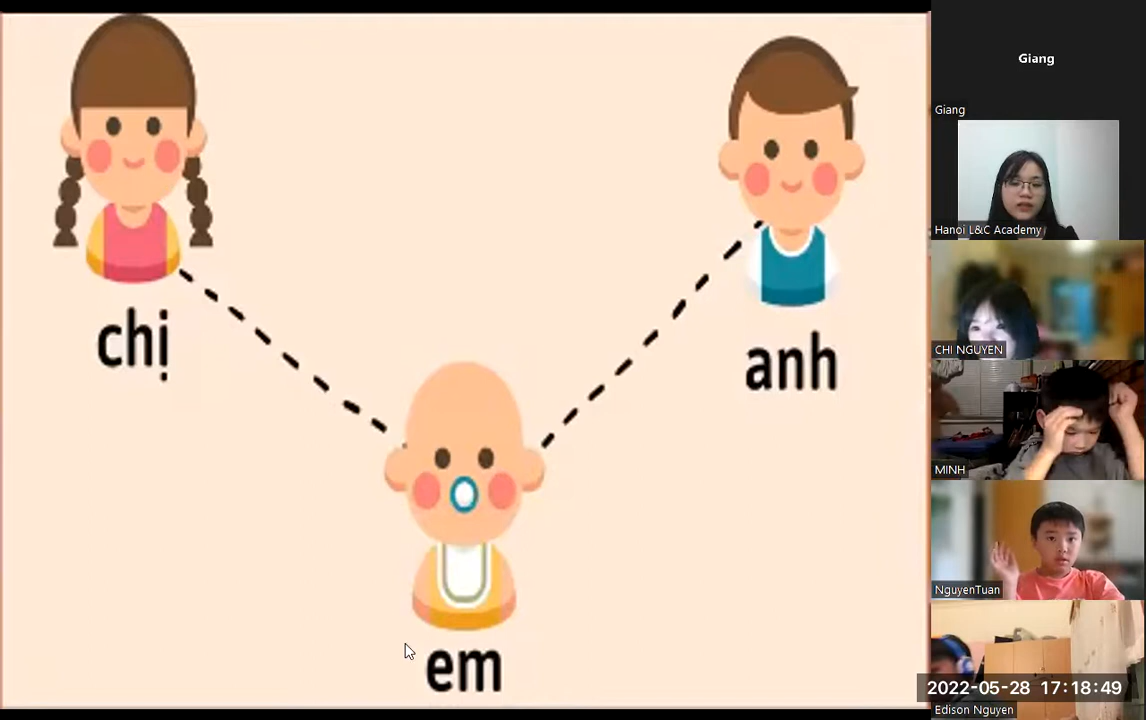 chị
anh
em
Giang
Giang
Hanoi L&C Academy
CHI NGUYEN
MINH
NguyenTuan
2022-05-28 17:18:49
Edison Nguyen